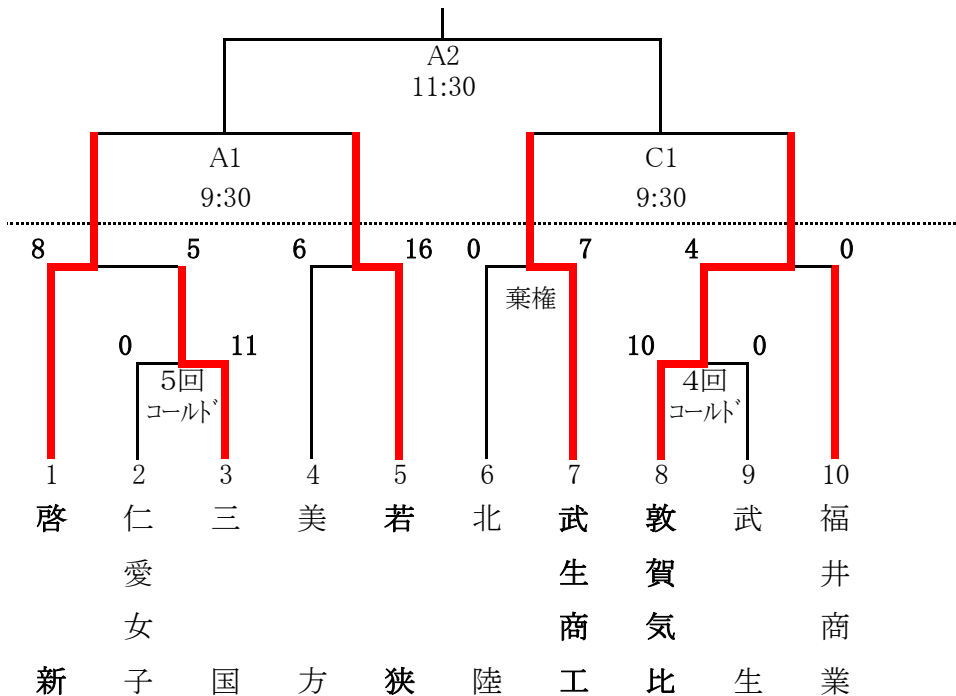 A2
11:30
A1
C1
9:30
9:30
8 5 6 16 0 7 4 0
棄権
0 11 10 0
5回
コールド
4回
コールド
1 2 3 4 5 6 7 8 9 10
啓新
仁愛女子
三国
美方
若狭
北陸
武生商工
敦賀気比
武生
福井商業